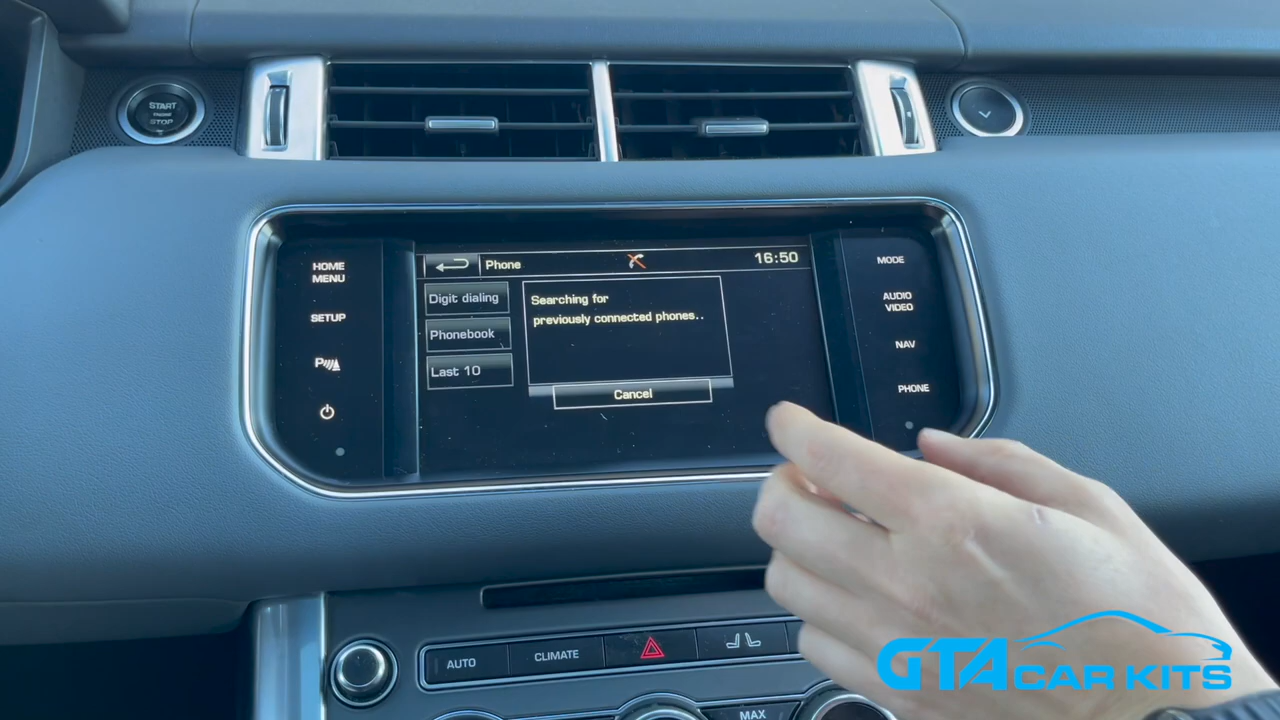 START
ENGINE
STOP
HOME
MENU
SETUP
P
Phone
16:50
Digit dialing
Phonebook
Last 10
Searching for
previously connected phones..
Cancel
MODE
AUDIO
VIDEO
NAV
PHONE
AUTO
CLIMATE
MAX
GTA CAR KITS